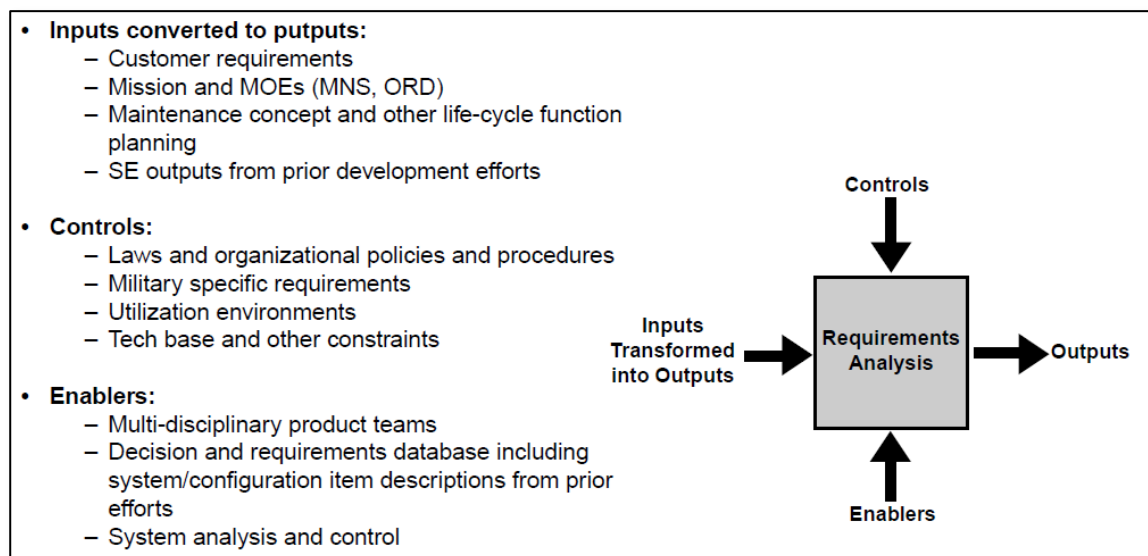 • Inputs converted to putputs:
– Customer requirements
– Mission and MOEs (MNS, ORD)
– Maintenance concept and other life-cycle function
planning
– SE outputs from prior development efforts
• Controls:
– Laws and organizational policies and procedures
– Military specific requirements
– Utilization environments
– Tech base and other constraints
• Enablers:
– Multi-disciplinary product teams
– Decision and requirements database including
system/configuration item descriptions from prior
efforts
– System analysis and control
Controls
Inputs
Transformed
into Outputs
Requirements
Analysis
Outputs
Enablers